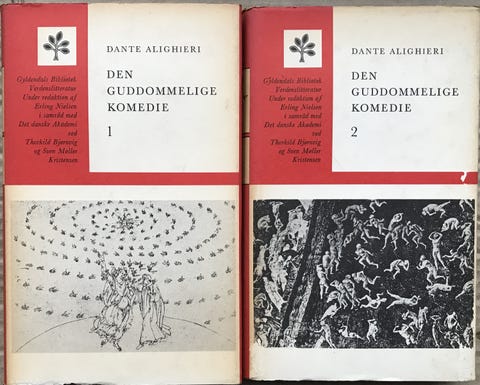 DANTE ALIGHIERI
DEN
GUDDOMMELIGE
KOMEDIE
1
Gyldendals Bibliotek
Verdenslitteratur
Under redaktion af
Erling Nielsen
i samråd med
Det danske Akademi
ved
Thorkild Bjørnvig
og Sven Møller
Kristensen
DANTE ALIGHIERI
DEN
GUDDOMMELIGE
KOMEDIE
2
Gyldendals Bibliotek
Verdenslitteratur
Under redaktion af
Erling Nielsen
i samråd med
Det danske Akademi
ved
Thorkild Bjørnvig
og Sven Møller
Kristensen